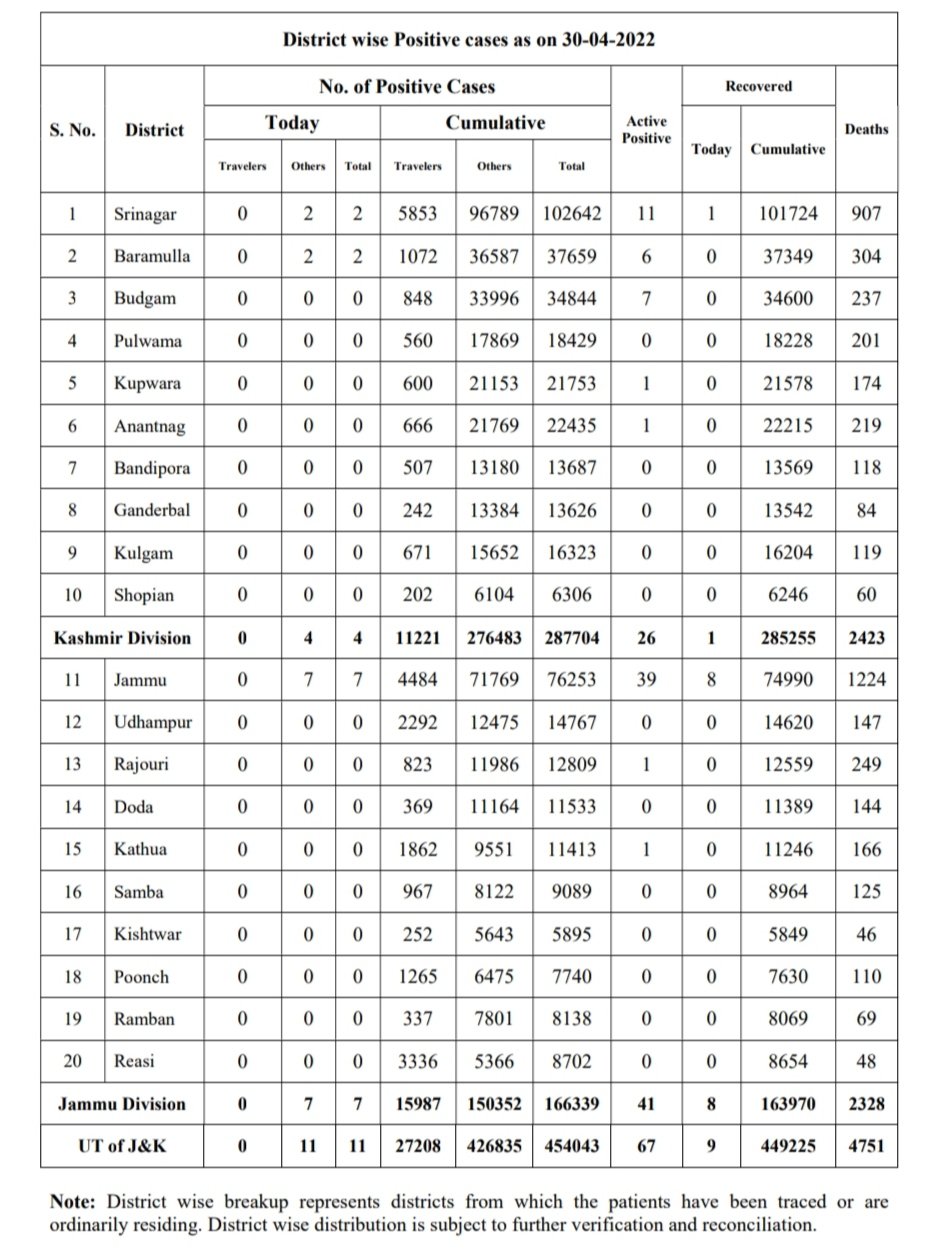 District wise Positive cases as on 30-04-2022
S. No. District No. of Positive Cases Active Positive Recovered Deaths
Today Cumulative Today Cumulative
Travelers Others Total Travelers Others Total
1 Srinagar 0 2 2 5853 96789 102642 11 1 101724 907
2 Baramulla 0 2 2 1072 36587 37659 6 0 37349 304
3 Budgam 0 0 0 848 33996 34844 7 0 34600 237
4 Pulwama 0 0 0 560 17869 18429 0 0 18228 201
5 Kupwara 0 0 0 600 21153 21753 1 0 21578 174
6 Anantnag 0 0 0 666 21769 22435 1 0 22215 219
7 Bandipora 0 0 0 507 13180 13687 0 0 13569 118
8 Ganderbal 0 0 0 242 13384 13626 0 0 13542 84
9 Kulgam 0 0 0 671 15652 16323 0 0 16204 119
10 Shopian 0 0 0 202 6104 6306 0 0 6246 60
Kashmir Division 0 4 4 11221 276483 287704 26 1 285255 2423
11 Jammu 0 7 7 4484 71769 76253 39 8 74990 1224
12 Udhampur 0 0 0 2292 12475 14767 0 0 14620 147
13 Rajouri 0 0 0 823 11986 12809 1 0 12559 249
14 Doda 0 0 0 369 11164 11533 0 0 11389 144
15 Kathua 0 0 0 1862 9551 11413 1 0 11246 166
16 Samba 0 0 0 967 8122 9089 0 0 8964 125
17 Kishtwar 0 0 0 252 5643 5895 0 0 5849 46
18 Poonch 0 0 0 1265 6475 7740 0 0 7630 110
19 Ramban 0 0 0 337 7801 8138 0 0 8069 69
20 Reasi 0 0 0 3336 5366 8702 0 0 8654 48
Jammu Division 0 7 7 15987 150352 166339 41 8 163970 2328
UT of J&K 0 11 11 27208 426835 454043 67 9 449225 4751
Note: District wise breakup represents districts from which the patients have been traced or are
ordinarily residing. District wise distribution is subject to further verification and reconciliation.